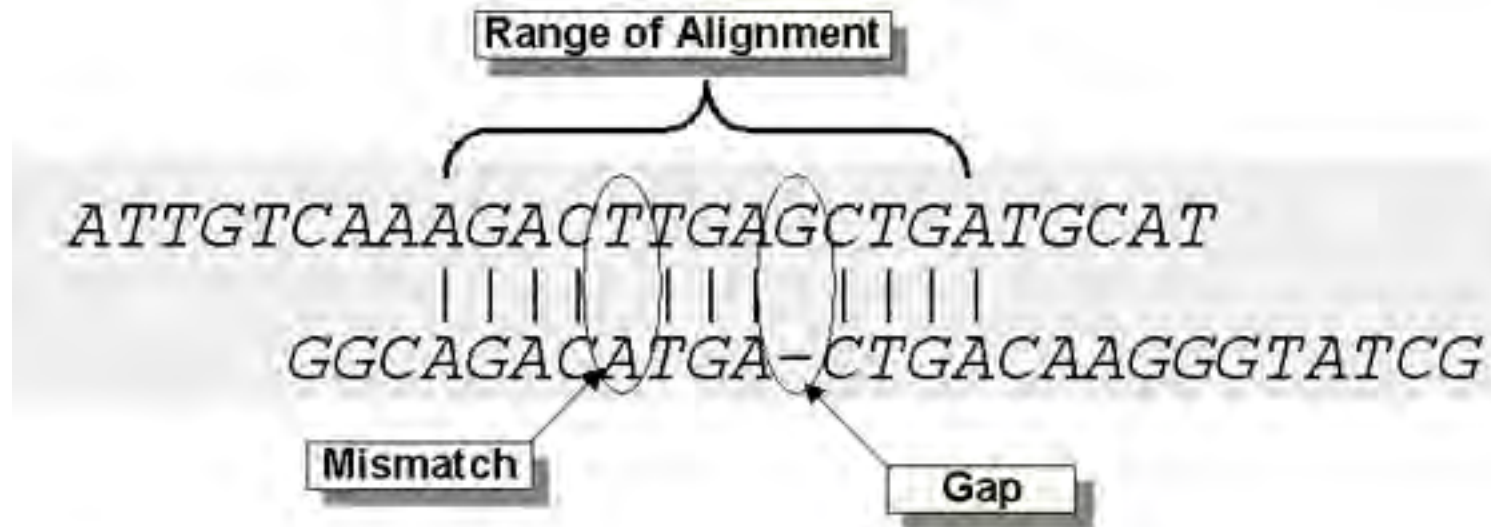 Range of Alignment
ATTGTCAAAGACTTGAGCTGATGCAT
| | | | | | | | | | |
GGCAGACATGA–CTGACAAGGGTATCG
Mismatch
Gap